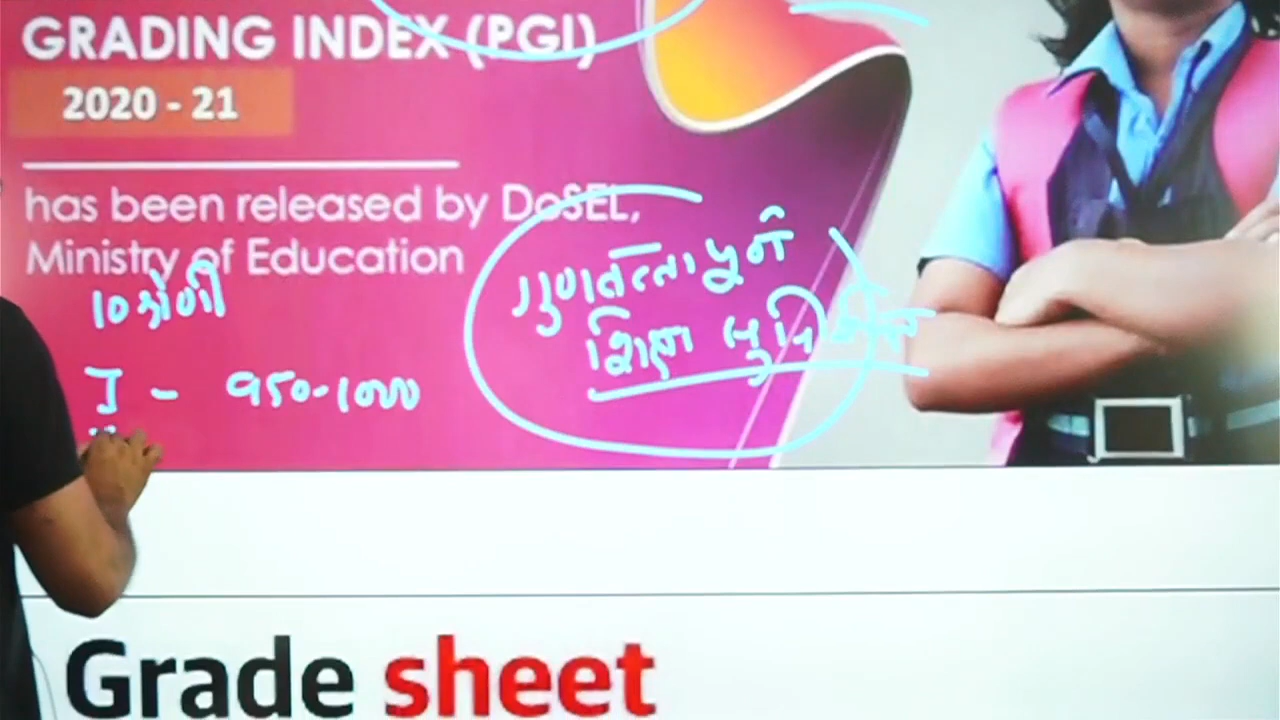 GRADING INDEX (PGI)
2020 - 21
has been released by DoSEL,
Ministry of Education
10 श्रेणी
I - 950-1000
II
गुणवत्ता पूर्ण
शिक्षा
Grade sheet